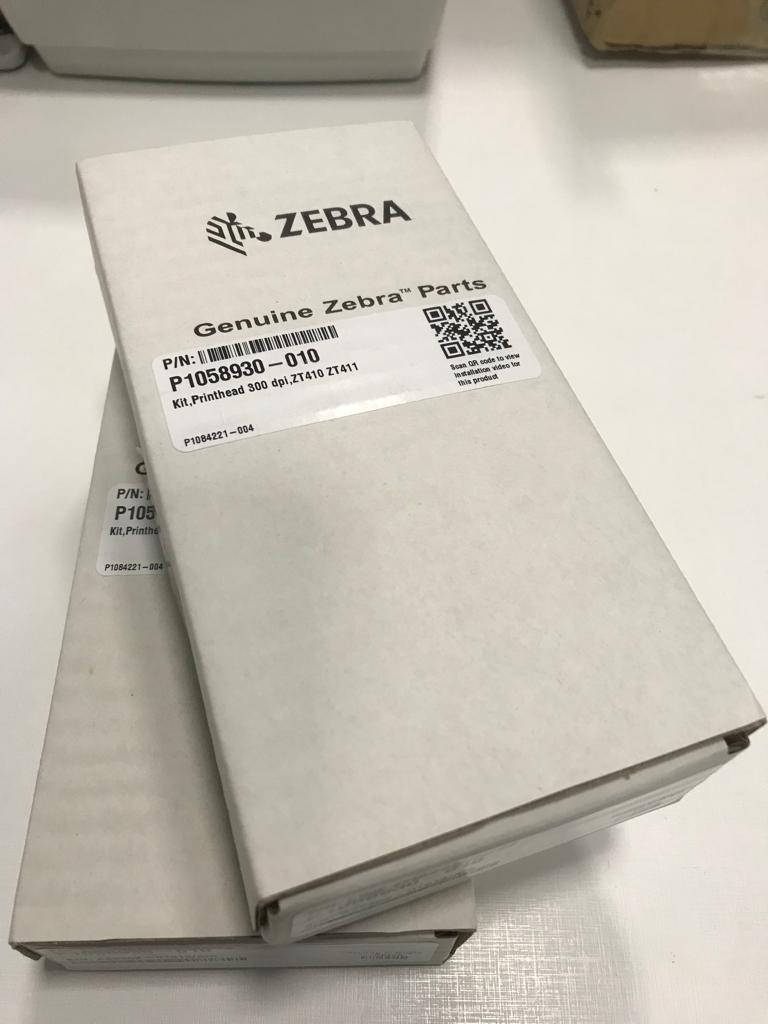 ZEBRA
Genuine Zebra™ Parts
P/N:
P1058930-010
Kit,Printhead 300 dpi,ZT410 ZT411
P1084221-004
Scan QR code to view
installation video for
this product
G
P/N:
P105
Kit,Printhe
P1084221-004